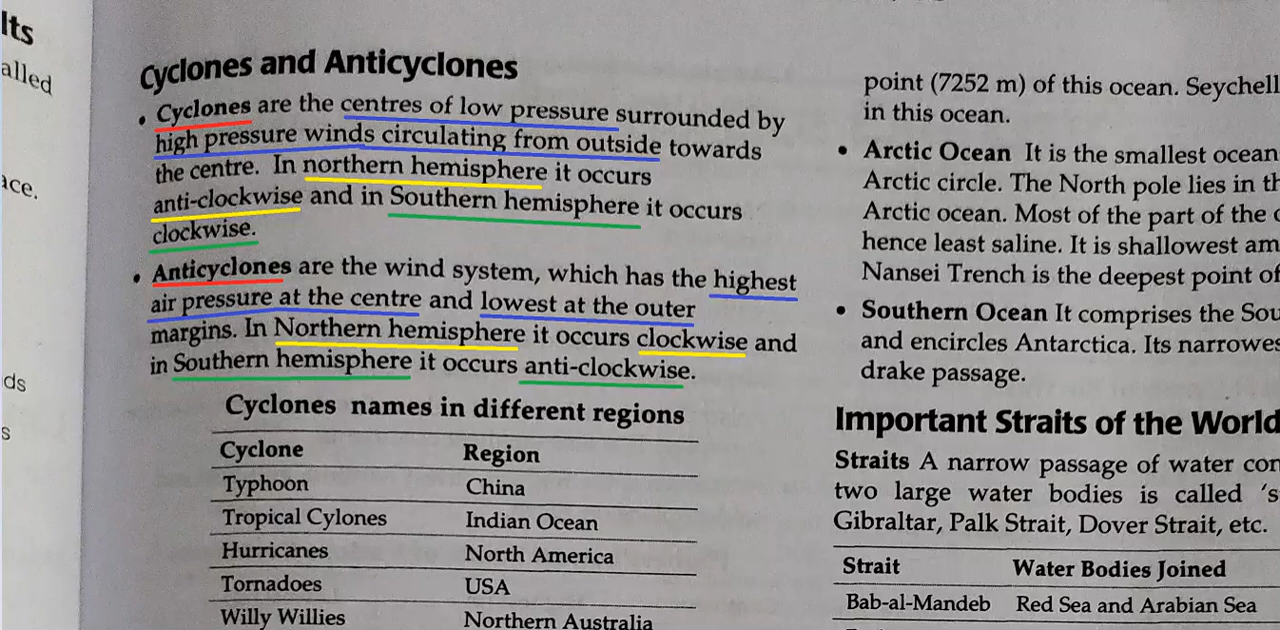 lts
alled
ace.
ds
s
Cyclones and Anticyclones
• Cyclones are the centres of low pressure surrounded by
high pressure winds circulating from outside towards
the centre. In northern hemisphere it occurs
anti-clockwise and in Southern hemisphere it occurs
clockwise.
• Anticyclones are the wind system, which has the highest
air pressure at the centre and lowest at the outer
margins. In Northern hemisphere it occurs clockwise and
in Southern hemisphere it occurs anti-clockwise.
Cyclones names in different regions
Cyclone Region
Typhoon China
Tropical Cylones Indian Ocean
Hurricanes North America
Tornadoes USA
Willy Willies Northern Australia
point (7252 m) of this ocean. Seychell
in this ocean.
• Arctic Ocean It is the smallest ocean
Arctic circle. The North pole lies in th
Arctic ocean. Most of the part of the
hence least saline. It is shallowest am
Nansei Trench is the deepest point of
• Southern Ocean It comprises the Sou
and encircles Antarctica. Its narrowes
drake passage.
Important Straits of the World
Straits A narrow passage of water con
two large water bodies is called 's
Gibraltar, Palk Strait, Dover Strait, etc.
Strait Water Bodies Joined
Bab-al-Mandeb Red Sea and Arabian Sea